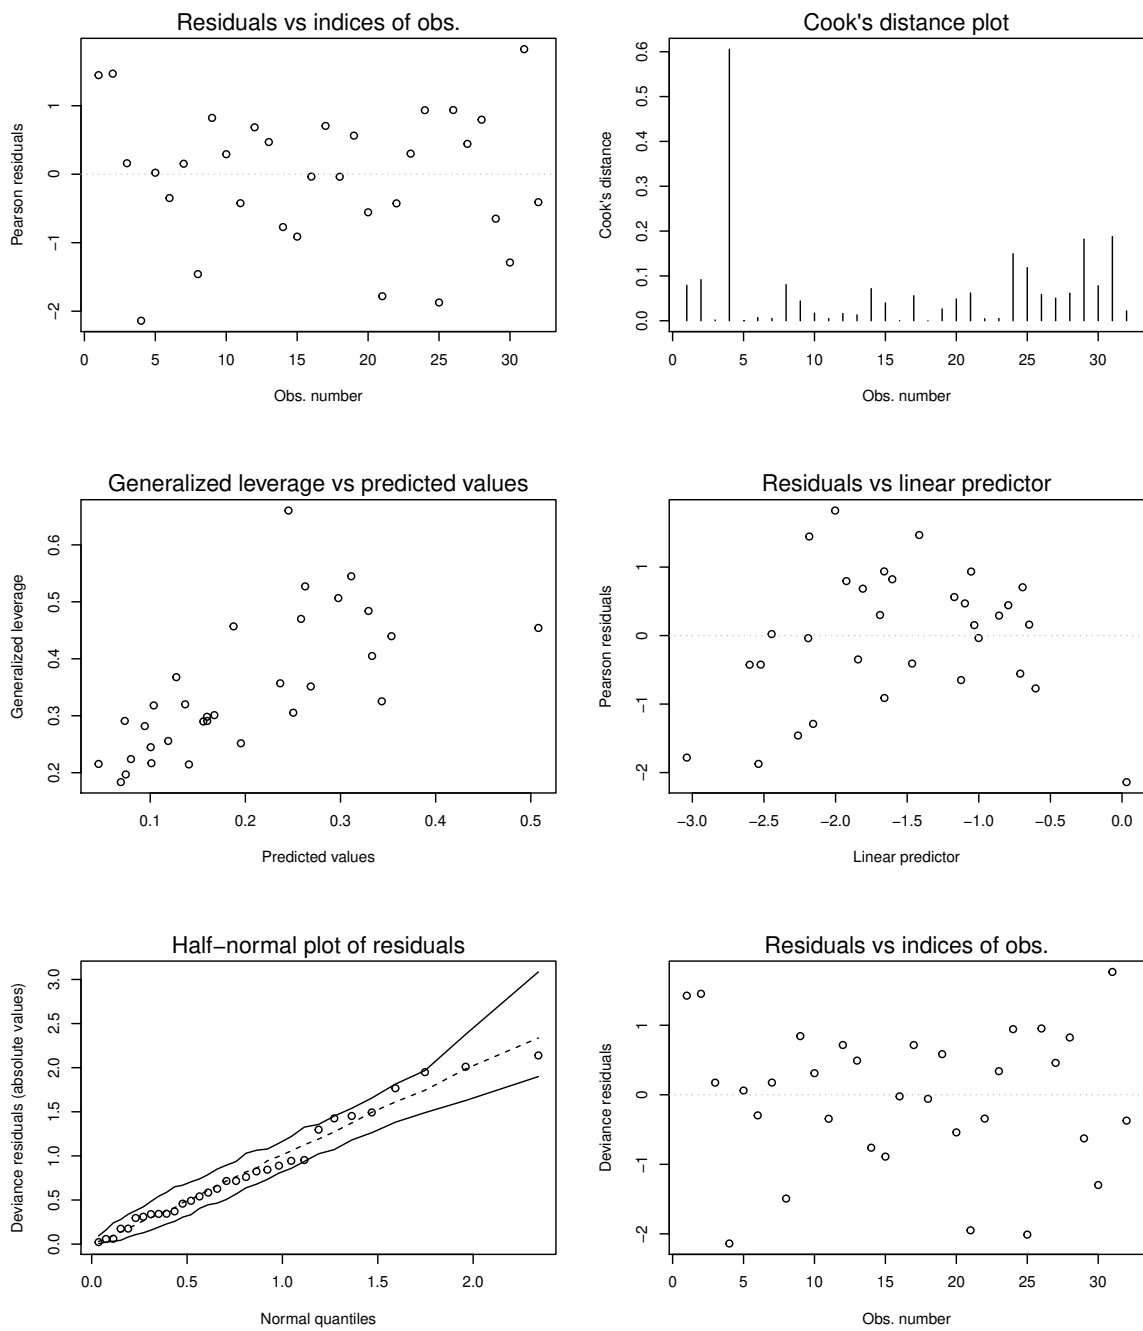 Residuals vs indices of obs.
Pearson residuals
−2 −1 0 1
0 5 10 15 20 25 30
Obs. number
Cook's distance plot
Cook's distance
0.0 0.1 0.2 0.3 0.4 0.5 0.6
0 5 10 15 20 25 30
Obs. number
Generalized leverage vs predicted values
Generalized leverage
0.2 0.3 0.4 0.5 0.6
0.1 0.2 0.3 0.4 0.5
Predicted values
Residuals vs linear predictor
Pearson residuals
−2 −1 0 1
−3.0 −2.5 −2.0 −1.5 −1.0 −0.5 0.0
Linear predictor
Half−normal plot of residuals
Deviance residuals (absolute values)
0.0 0.5 1.0 1.5 2.0 2.5 3.0
0.0 0.5 1.0 1.5 2.0
Normal quantiles
Residuals vs indices of obs.
Deviance residuals
−2 −1 0 1
0 5 10 15 20 25 30
Obs. number